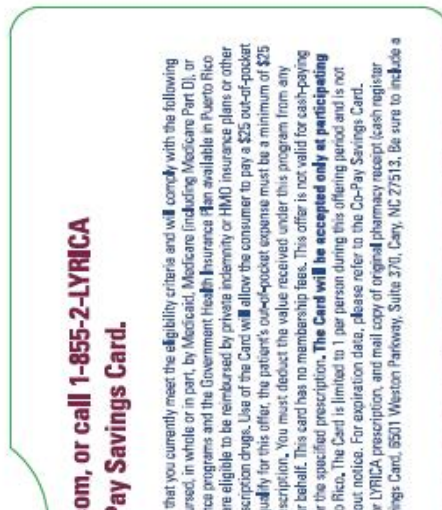 om, or call 1-855-2-LYRICA
Pay Savings Card.
that you currently meet the eligibility criteria and will comply with the following
ursed, in whole or in part, by Medicaid, Medicare (including Medicare Part D), or
ce programs and the Government Health Insurance Plan available in Puerto Rico
are eligible to be reimbursed by private indemnity or HMO insurance plans or other
scription drugs. Use of the Card will allow the consumer to pay a $25 out-of-pocket
ualify for this offer, the patient's out-of-pocket expense must be a minimum of $25
scription. You must deduct the value received under this program from any
r behalf. This card has no membership fees. This offer is not valid for cash-paying
r the specified prescription. The Card will be accepted only at participating
o Rico. The Card is limited to 1 per person during this offering period and is not
out notice. For expiration date, please refer to the Co-Pay Savings Card.
r LYRICA prescription, and mail copy of original pharmacy receipt (cash register
ings Card, 6501 Weston Parkway, Suite 370, Cary, NC 27513. Be sure to include a